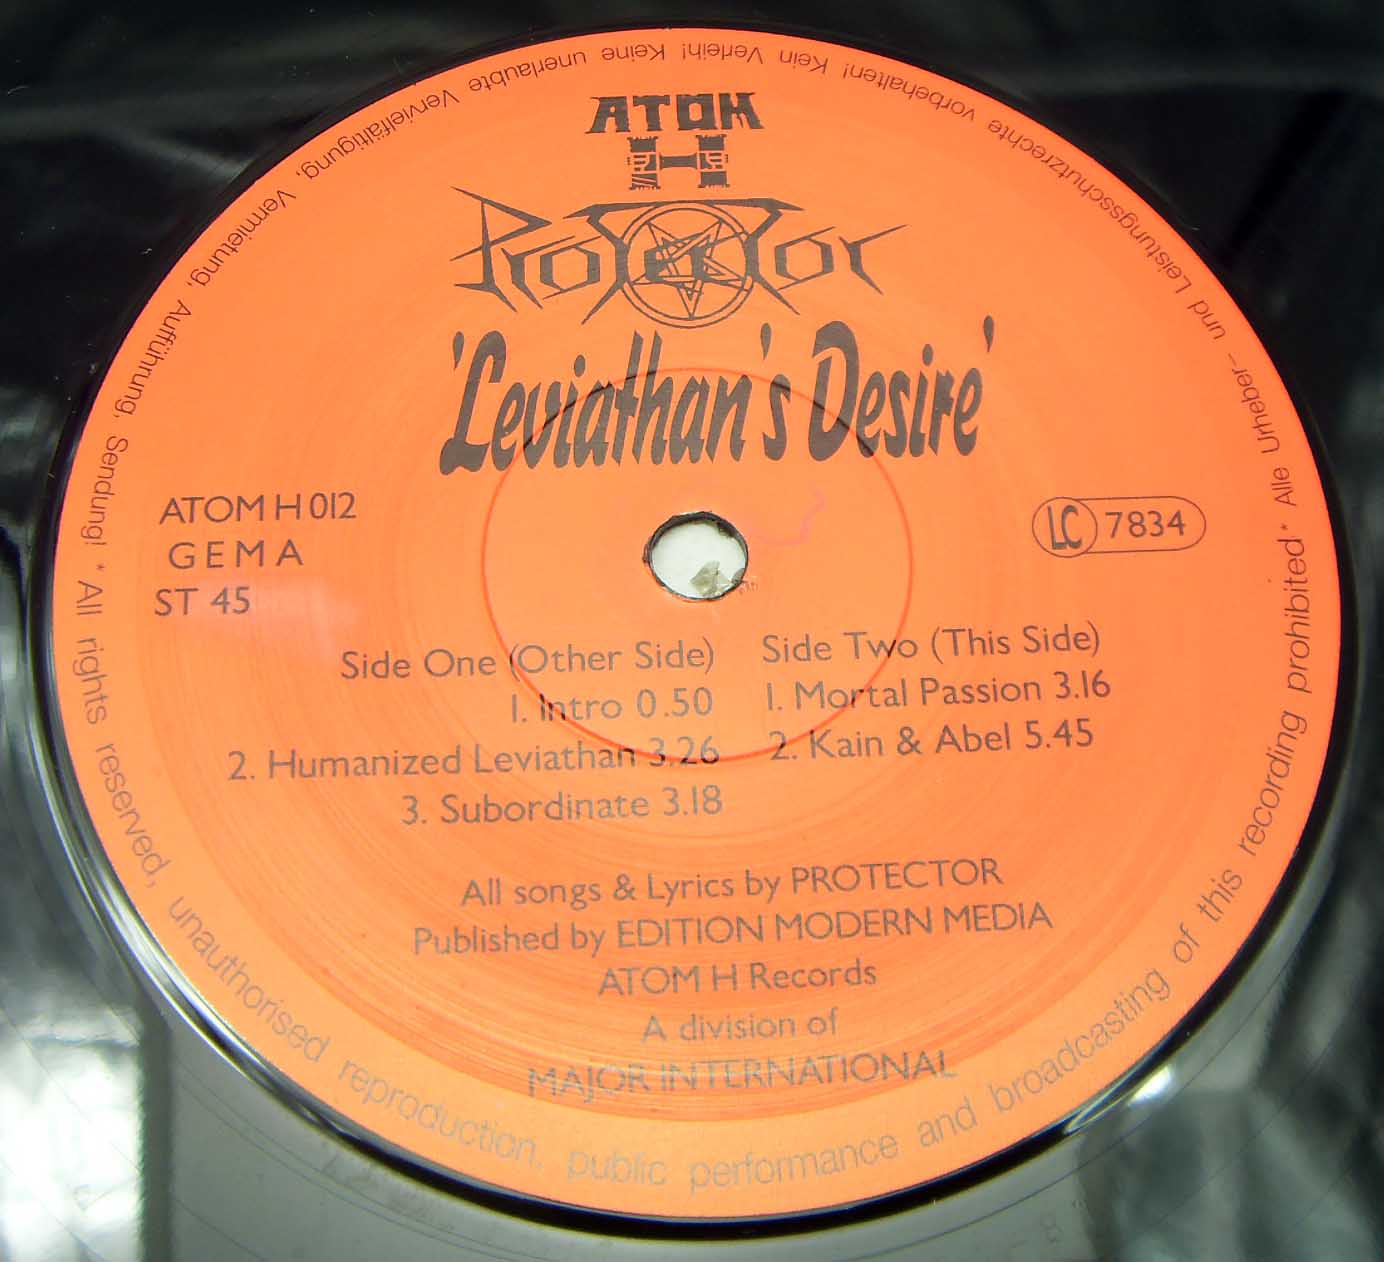 ATOM
H
Protector
'Leviathan's Desire'
ATOM H 012
GEMA
ST 45
LC 7834
Side One (Other Side)
1. Intro 0.50
2. Humanized Leviathan 3.26
3. Subordinate 3.18
Side Two (This Side)
1. Mortal Passion 3.16
2. Kain & Abel 5.45
All songs & Lyrics by PROTECTOR
Published by EDITION MODERN MEDIA
ATOM H Records
A division of
MAJOR INTERNATIONAL
* All rights reserved, unauthorised reproduction, public performance and broadcasting of this recording prohibited.
* Alle Urheber- und Leistungsschutzrechte vorbehalten! Kein Verleih! Keine unerlaubte Vervielfältigung, Vermietung, Aufführung, Sendung!